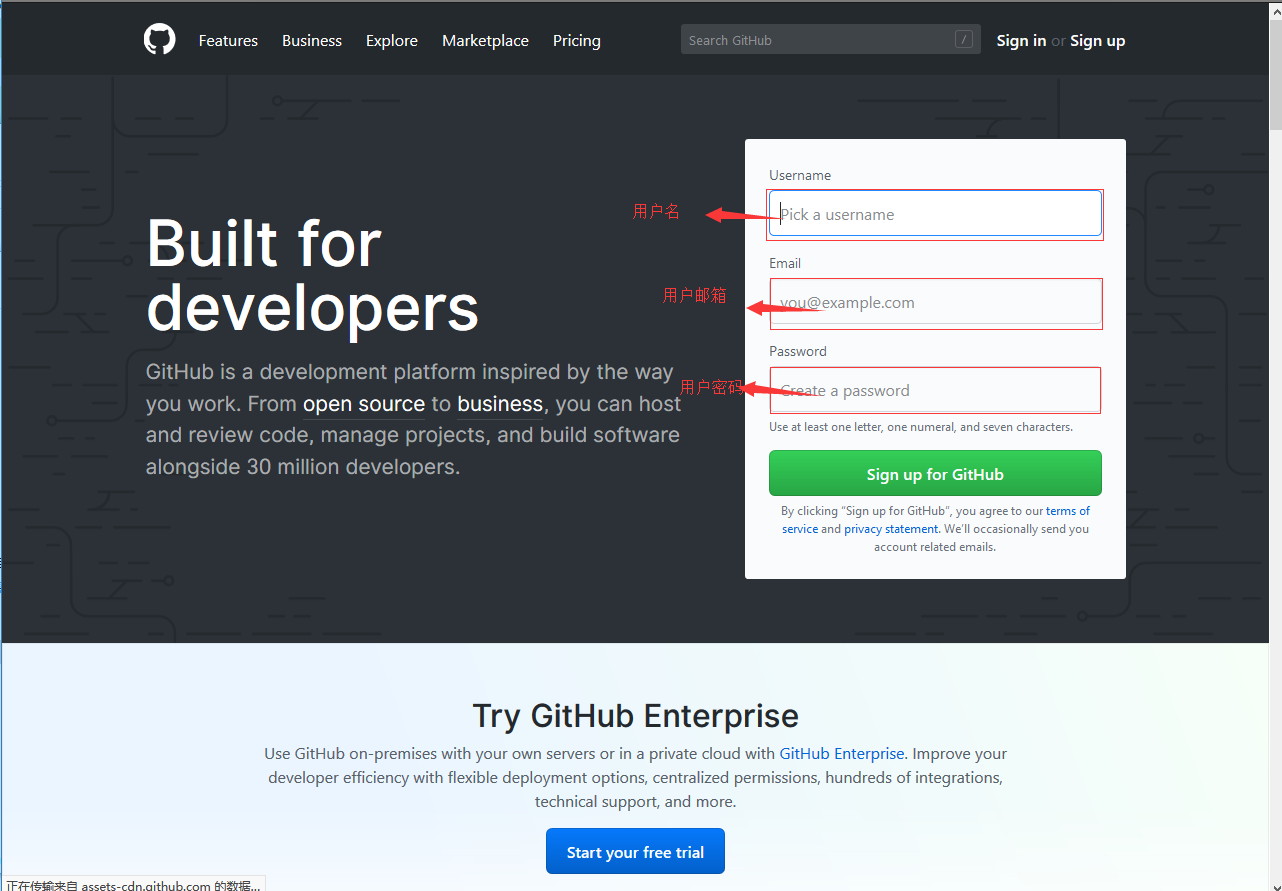 Features Business Explore Marketplace Pricing Search GitHub / Sign in or Sign up
Built for
developers
GitHub is a development platform inspired by the way
you work. From open source to business, you can host
and review code, manage projects, and build software
alongside 30 million developers.
Username
用户名 Pick a username
Email
用户邮箱 you@example.com
Password
用户密码 Create a password
Use at least one letter, one numeral, and seven characters.
Sign up for GitHub
By clicking “Sign up for GitHub“, you agree to our terms of
service and privacy statement. We’ll occasionally send you
account related emails.
Try GitHub Enterprise
Use GitHub on-premises with your own servers or in a private cloud with GitHub Enterprise. Improve your
developer efficiency with flexible deployment options, centralized permissions, hundreds of integrations,
technical support, and more.
Start your free trial
正在传输来自 assets-cdn.github.com 的数据...